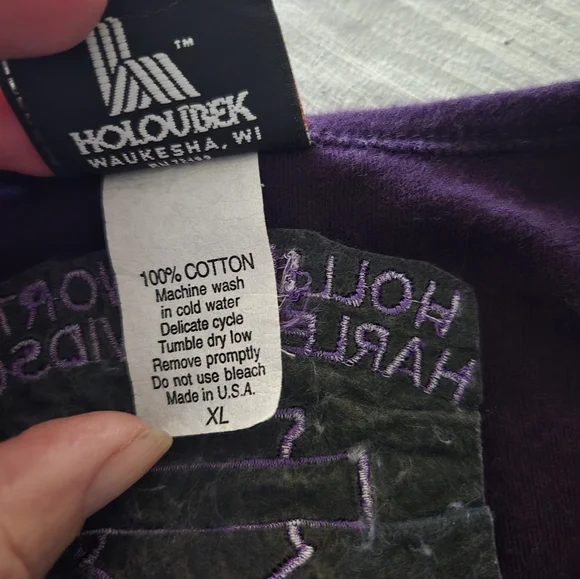 ™
HOLOUBEK
WAUKESHA, WI
100% COTTON
Machine wash
in cold water
Delicate cycle
Tumble dry low
Remove promptly
Do not use bleach
Made in U.S.A.
XL